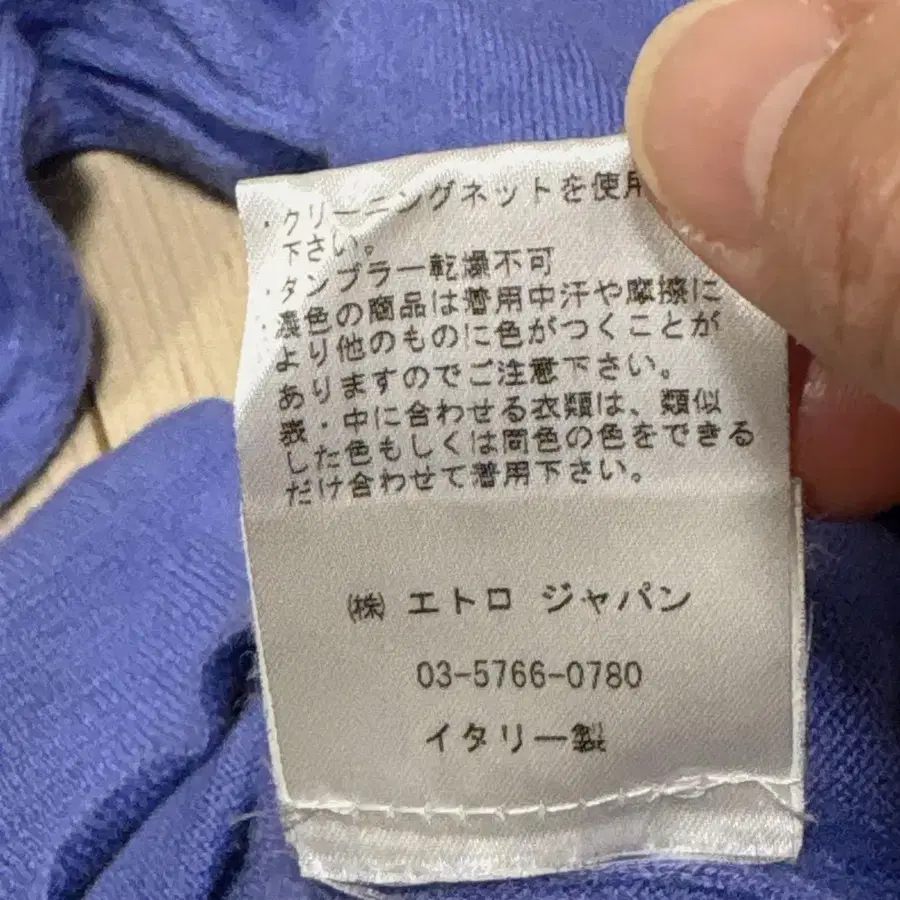 ・クリーニングネットを使用
下さい。
・タンブラー乾燥不可
・濃色の商品は着用中汗や摩擦に
より他のものに色がつくことが
ありますのでご注意下さい。
表・中に合わせる衣類は、類似
した色もしくは同色の色をできる
だけ合わせて着用下さい。
㈱ エトロ ジャパン
03-5766-0780
イタリー製